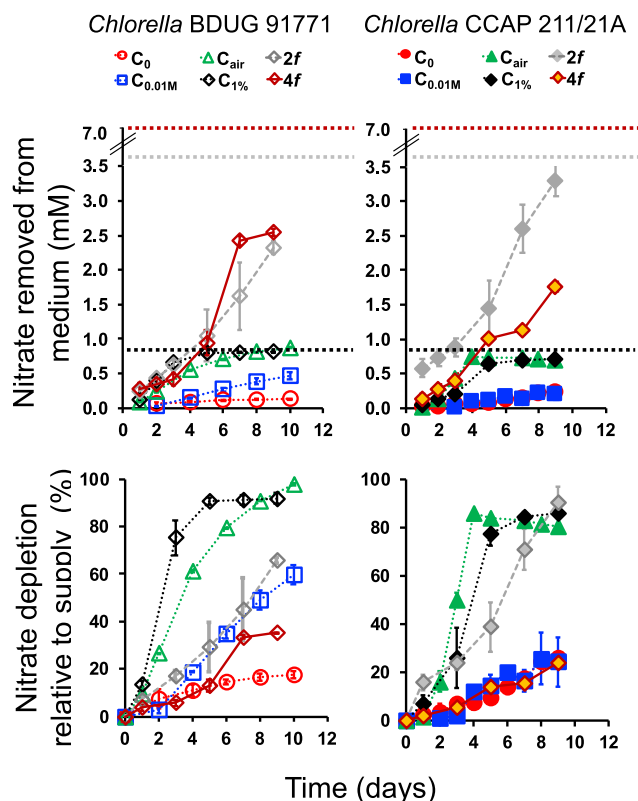 Chlorella BDUG 91771 Chlorella CCAP 211/21A
C0 Cair 2f C0 Cair 2f
C0.01M C1% 4f C0.01M C1% 4f
7.0 7.0
3.5 3.5
3.0 3.0
2.5 2.5
2.0 2.0
1.5 1.5
1.0 1.0
0.5 0.5
0.0 0.0
0 2 4 6 8 10 12 0 2 4 6 8 10 12
Nitrate removed from
medium (mM)
100 100
80 80
60 60
40 40
20 20
0 0
0 2 4 6 8 10 12 0 2 4 6 8 10 12
Nitrate depletion
relative to supply (%)
Time (days)